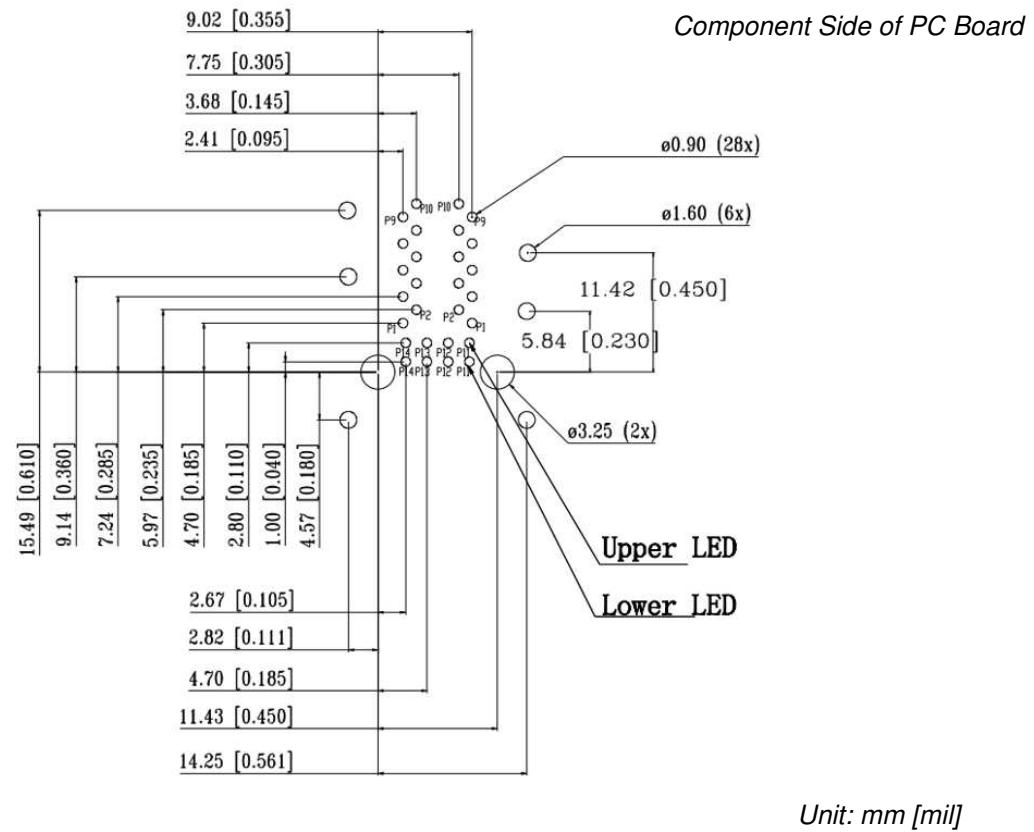 9.02 [0.355]
Component Side of PC Board
7.75 [0.305]
3.68 [0.145]
2.41 [0.095]
ø0.90 (28x)
P10 P10
P9 P9
ø1.60 (6x)
11.42 [0.450]
P2 P2
P1 P1
5.84 [0.230]
P14 P13 P12 P11
P14 P13 P12 P11
ø3.25 (2x)
15.49 [0.610]
9.14 [0.360]
7.24 [0.285]
5.97 [0.235]
4.70 [0.185]
2.80 [0.110]
1.00 [0.040]
4.57 [0.180]
Upper LED
Lower LED
2.67 [0.105]
2.82 [0.111]
4.70 [0.185]
11.43 [0.450]
14.25 [0.561]
Unit: mm [mil]